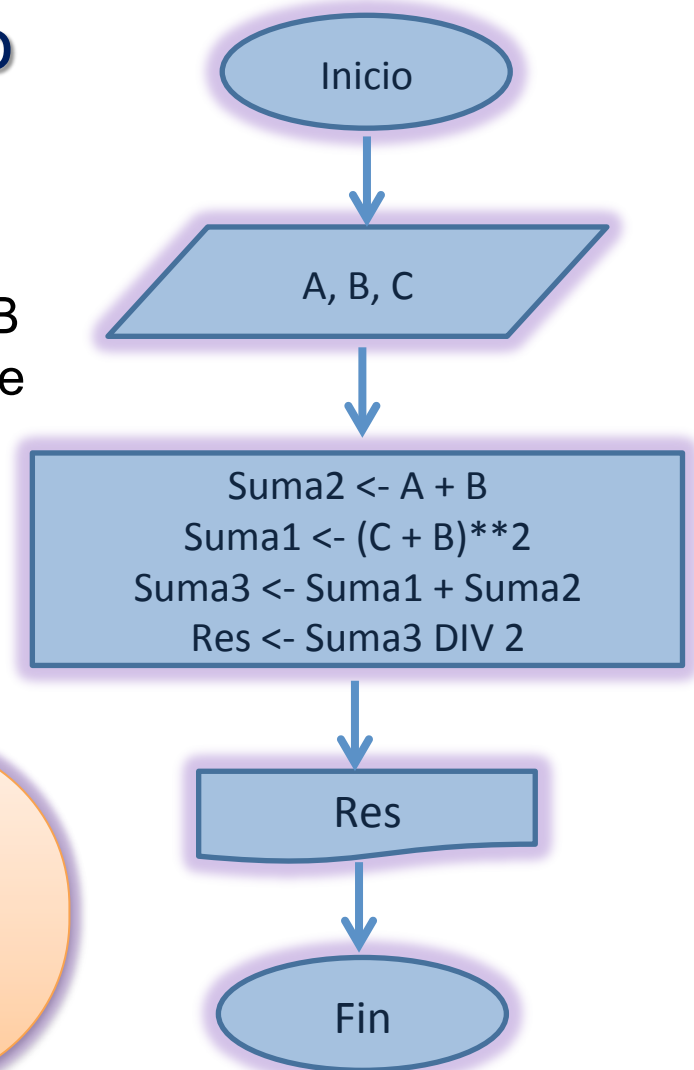 o
Inicio
A, B, C
B
e
Suma2 <- A + B
Suma1 <- (C + B)**2
Suma3 <- Suma1 + Suma2
Res <- Suma3 DIV 2
Res
Fin